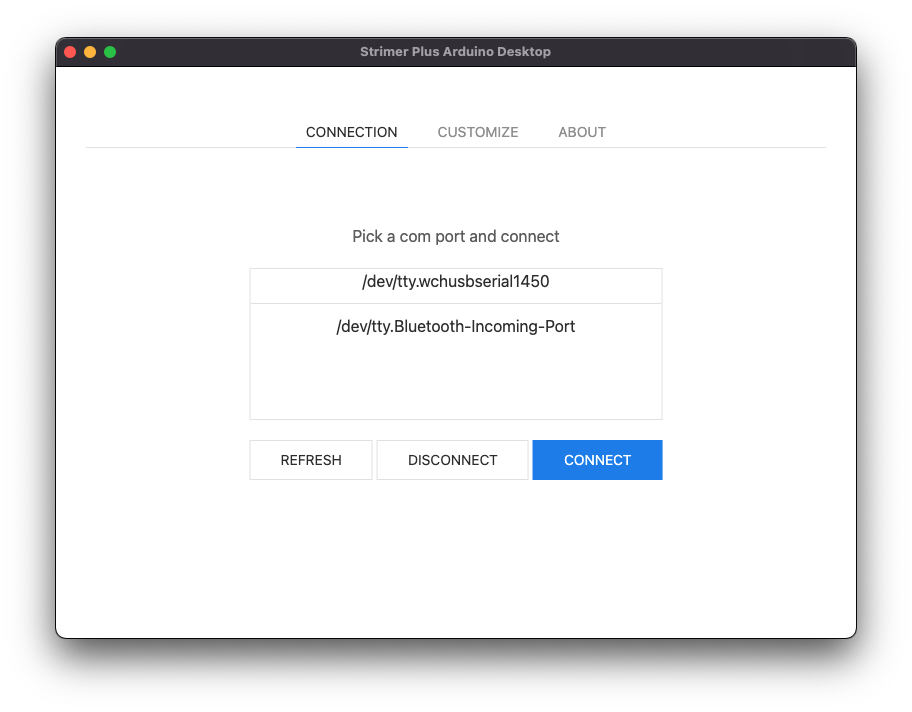 Strimer Plus Arduino Desktop
CONNECTION CUSTOMIZE ABOUT
Pick a com port and connect
/dev/tty.wchusbserial1450
/dev/tty.Bluetooth-Incoming-Port
REFRESH DISCONNECT CONNECT